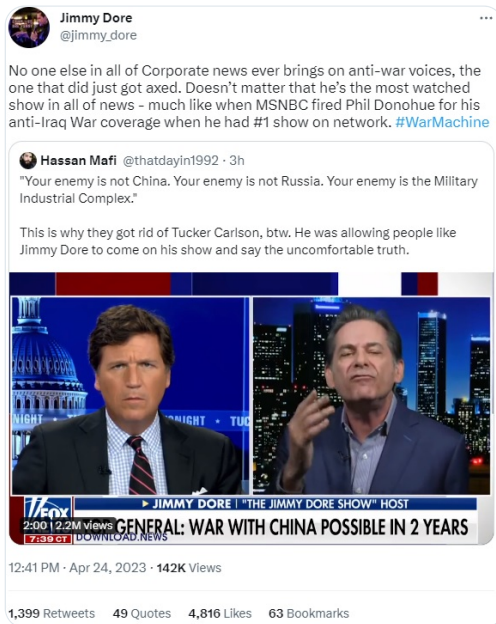 Jimmy Dore
@jimmy_dore
No one else in all of Corporate news ever brings on anti-war voices, the
one that did just got axed. Doesn't matter that he's the most watched
show in all of news - much like when MSNBC fired Phil Donohue for his
anti-Iraq War coverage when he had #1 show on network. #WarMachine
Hassan Mafi @thatdayin1992 · 3h
"Your enemy is not China. Your enemy is not Russia. Your enemy is the Military
Industrial Complex."
This is why they got rid of Tucker Carlson, btw. He was allowing people like
Jimmy Dore to come on his show and say the uncomfortable truth.
NIGHT
ONIGHT • TUC
JIMMY DORE | "THE JIMMY DORE SHOW" HOST
FOX
2:00 2.2M views
GENERAL: WAR WITH CHINA POSSIBLE IN 2 YEARS
7:39 CT DOWNLOAD.NEWS
12:41 PM · Apr 24, 2023 · 142K Views
1,399 Retweets 49 Quotes 4,816 Likes 63 Bookmarks